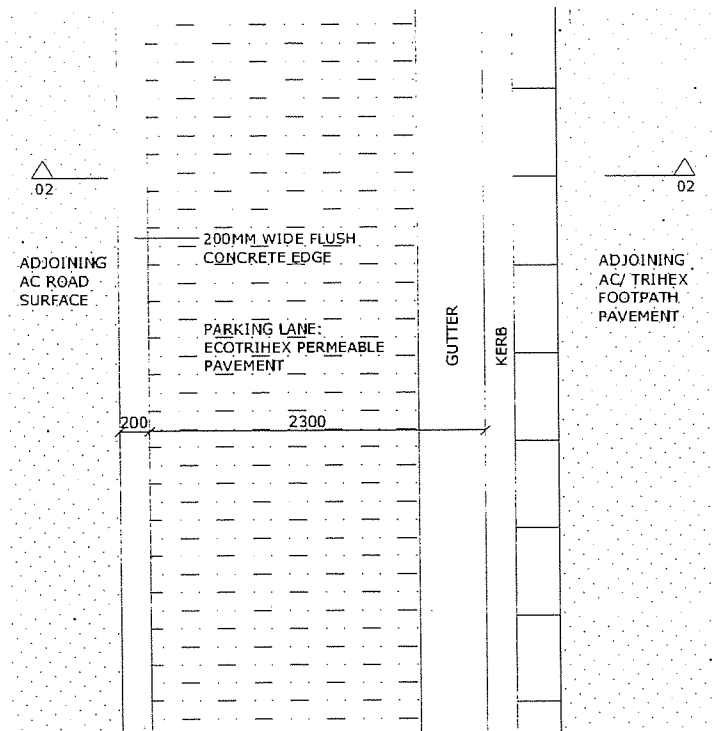 02
02
200MM WIDE FLUSH
CONCRETE EDGE
ADJOINING
AC ROAD
SURFACE
ADJOINING
AC/ TRIHEX
FOOTPATH
PAVEMENT
PARKING LANE:
ECOTRIHEX PERMEABLE
PAVEMENT
GUTTER
KERB
200
2300